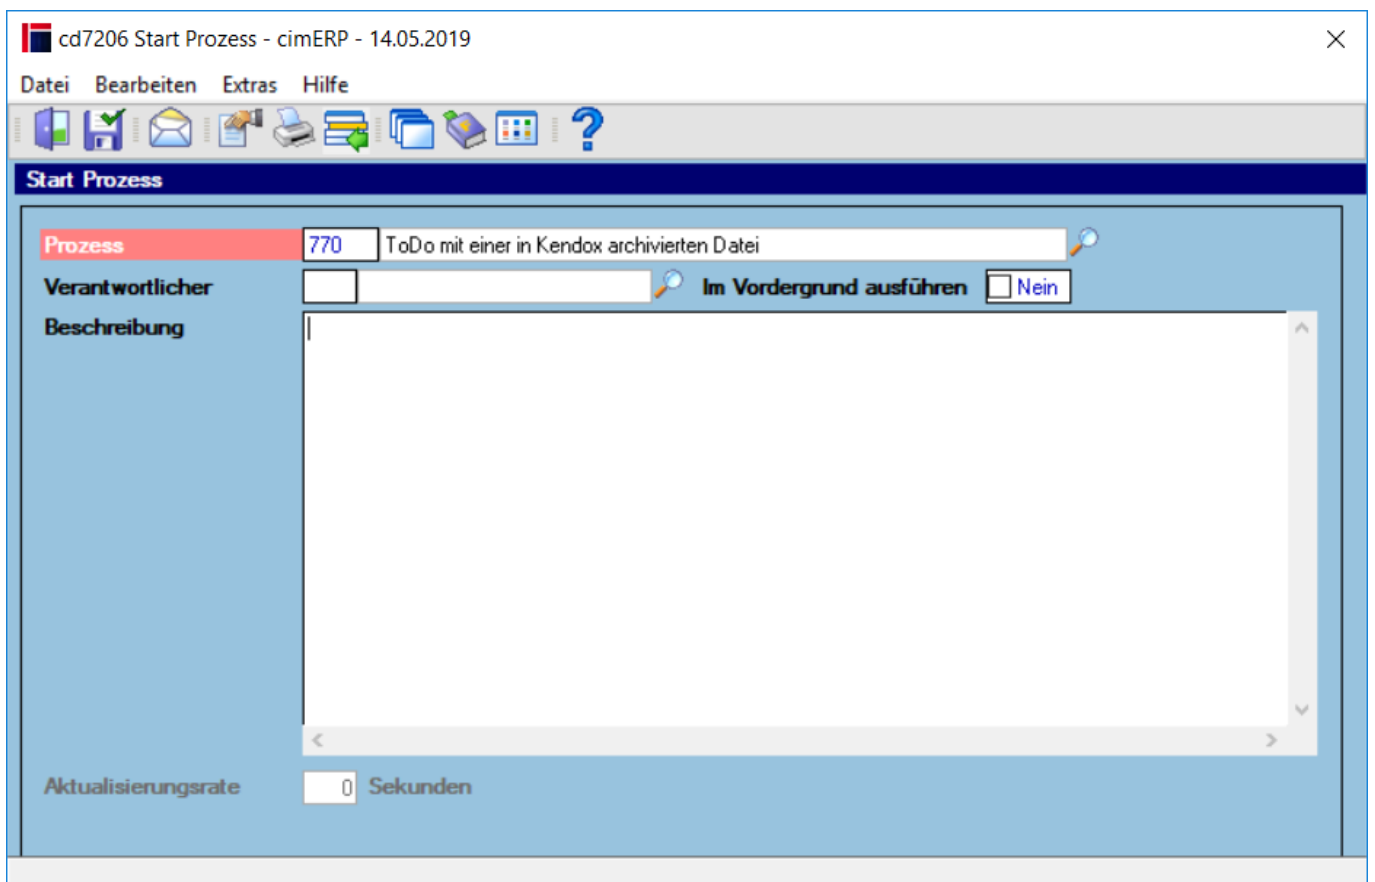 cd7206 Start Prozess - cimERP - 14.05.2019
Datei Bearbeiten Extras Hilfe
Start Prozess
Prozess 770 ToDo mit einer in Kendox archivierten Datei
Verantwortlicher Im Vordergrund ausführen Nein
Beschreibung
Aktualisierungsrate 0 Sekunden